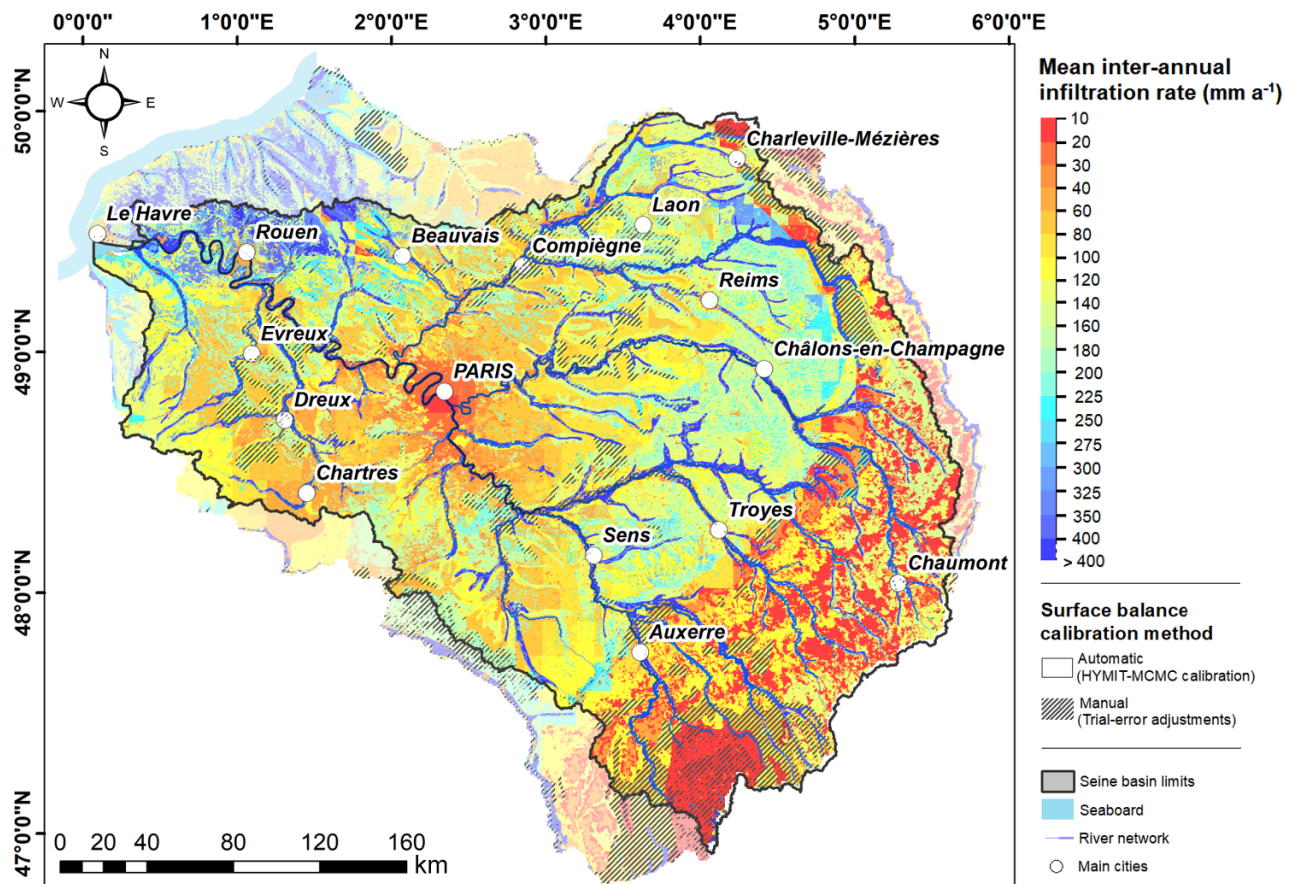 0°0'0"E 1°0'0"E 2°0'0"E 3°0'0"E 4°0'0"E 5°0'0"E 6°0'0"E
N
W E
S
50°0'0"N
49°0'0"N
48°0'0"N
47°0'0"N
Charleville-Mézières
Le Havre
Rouen
Beauvais
Laon
Compiègne
Reims
Evreux
Châlons-en-Champagne
PARIS
Dreux
Chartres
Troyes
Sens
Chaumont
Auxerre
0 20 40 80 120 160
km
Mean inter-annual
infiltration rate (mm a⁻¹)
10
20
30
40
60
80
100
120
140
160
180
200
225
250
275
300
325
350
400
> 400
Surface balance
calibration method
Automatic
(HYMIT-MCMC calibration)
Manual
(Trial-error adjustments)
Seine basin limits
Seaboard
River network
Main cities